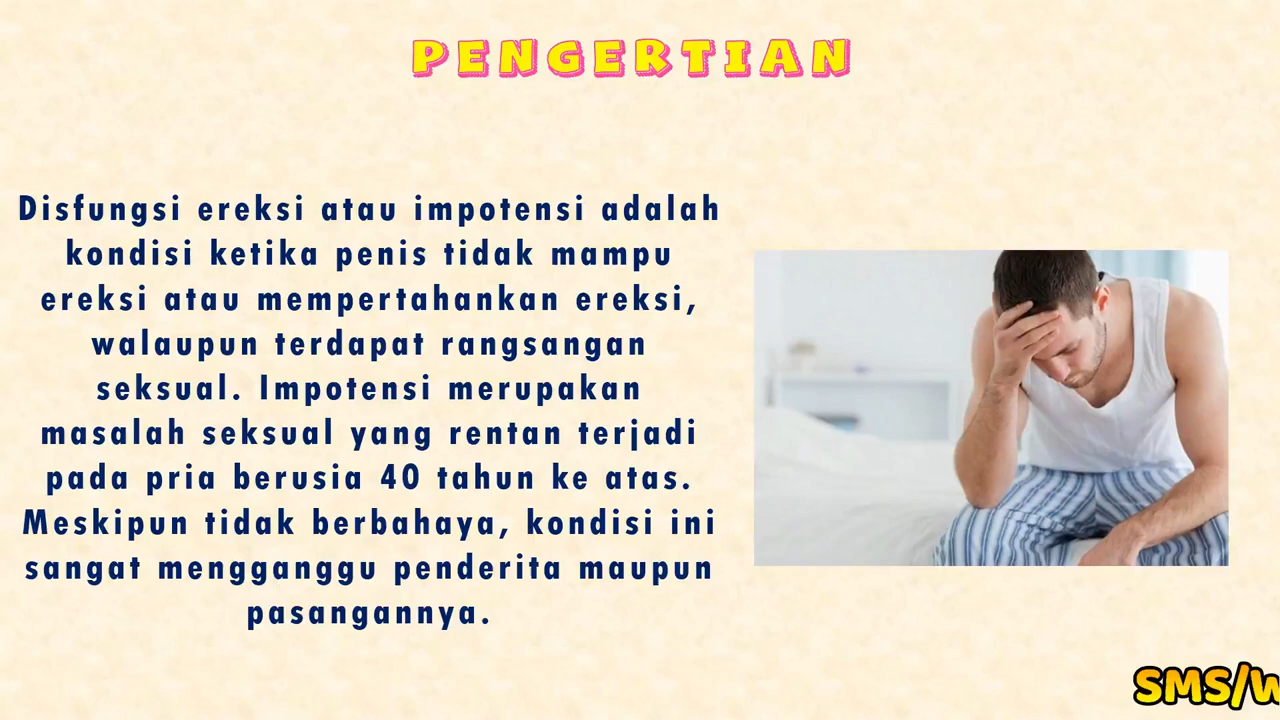 PENGERTIAN
Disfungsi ereksi atau impotensi adalah
kondisi ketika penis tidak mampu
ereksi atau mempertahankan ereksi,
walaupun terdapat rangsangan
seksual. Impotensi merupakan
masalah seksual yang rentan terjadi
pada pria berusia 40 tahun ke atas.
Meskipun tidak berbahaya, kondisi ini
sangat mengganggu penderita maupun
pasangannya.
SMS/